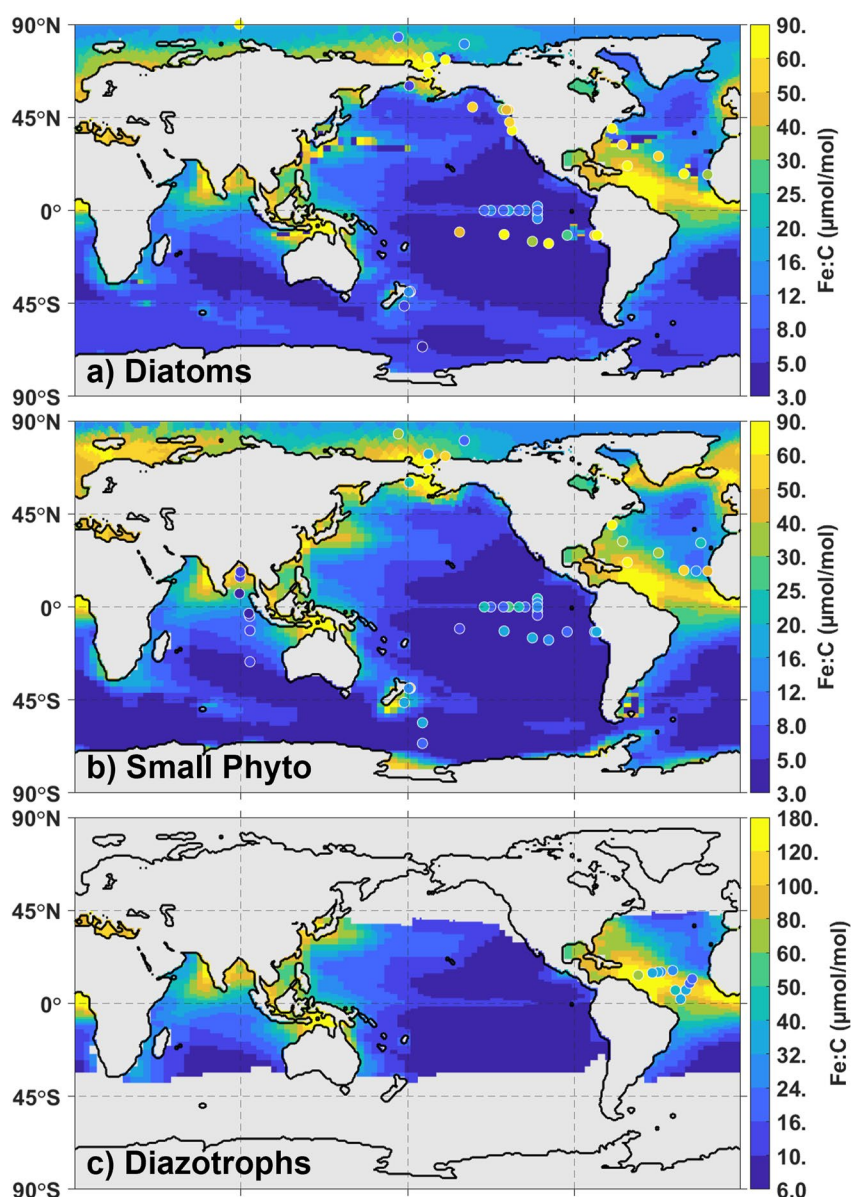 90°N
45°N
0°
45°S
90°S
a) Diatoms
90.
60.
40.
30.
25.
20.
16.
12.
8.0
5.0
3.0
Fe:C (µmol/mol)
90°N
45°N
0°
45°S
90°S
b) Small Phyto
90.
60.
40.
30.
25.
20.
16.
12.
8.0
5.0
3.0
Fe:C (µmol/mol)
90°N
45°N
0°
45°S
90°S
c) Diazotrophs
180.
120.
100.
80.
60.
40.
32.
24.
16.
10.
6.0
Fe:C (µmol/mol)